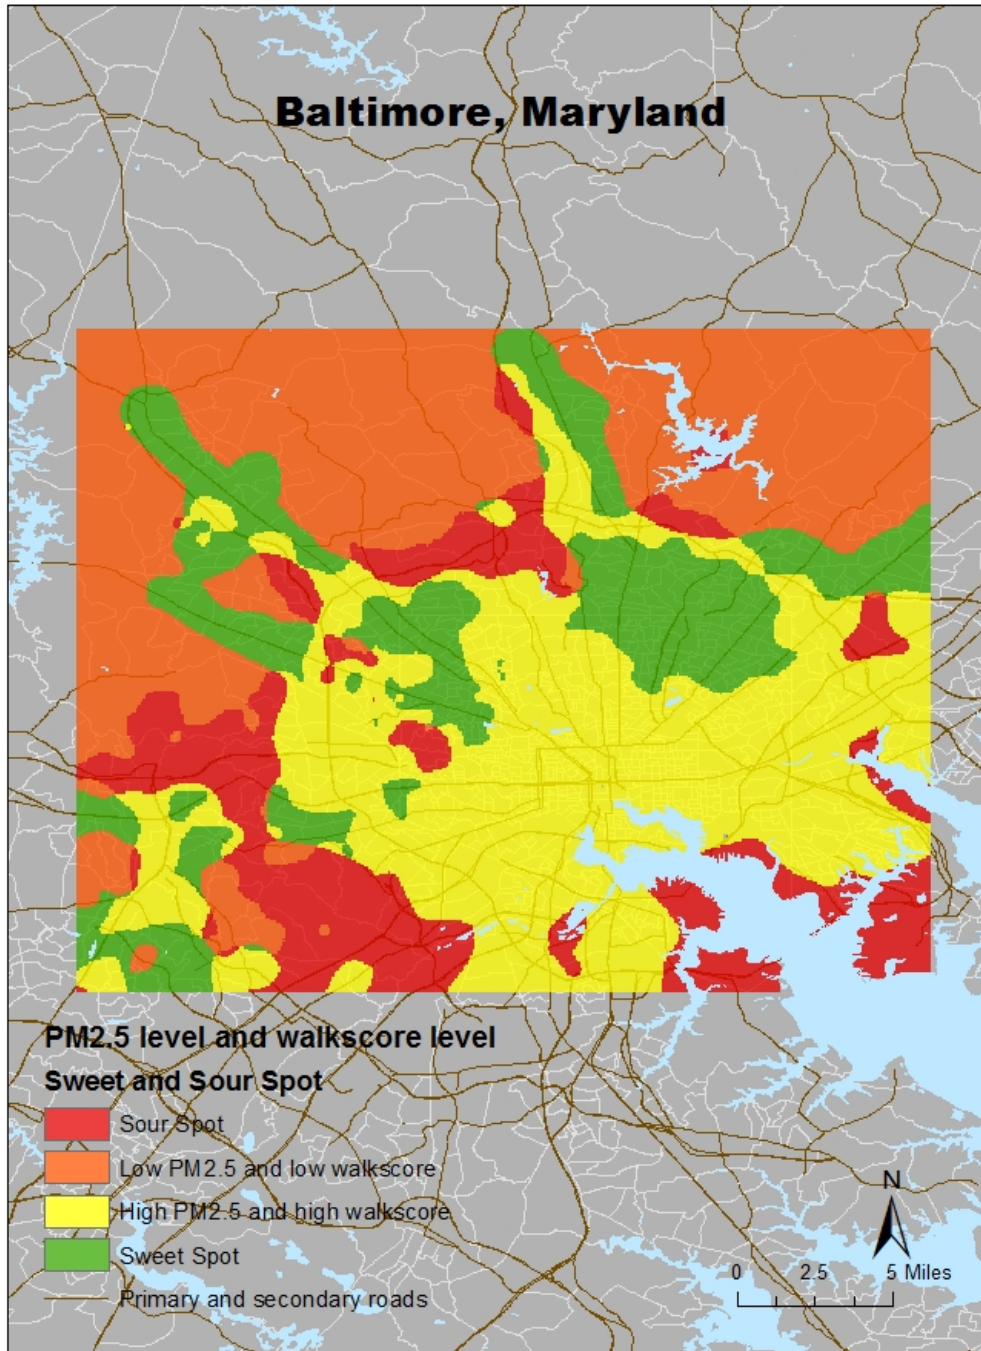 Baltimore, Maryland
PM2.5 level and walkscore level
Sweet and Sour Spot
Sour Spot
Low PM2.5 and low walkscore
High PM2.5 and high walkscore
Sweet Spot
Primary and secondary roads
N
0 2.5 5 Miles